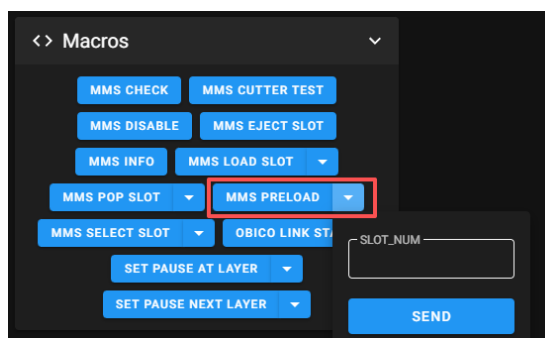 <> Macros
MMS CHECK MMS CUTTER TEST
MMS DISABLE MMS EJECT SLOT
MMS INFO MMS LOAD SLOT
MMS POP SLOT MMS PRELOAD
MMS SELECT SLOT OBICO LINK STA
SLOT_NUM
SET PAUSE AT LAYER
SET PAUSE NEXT LAYER
SEND